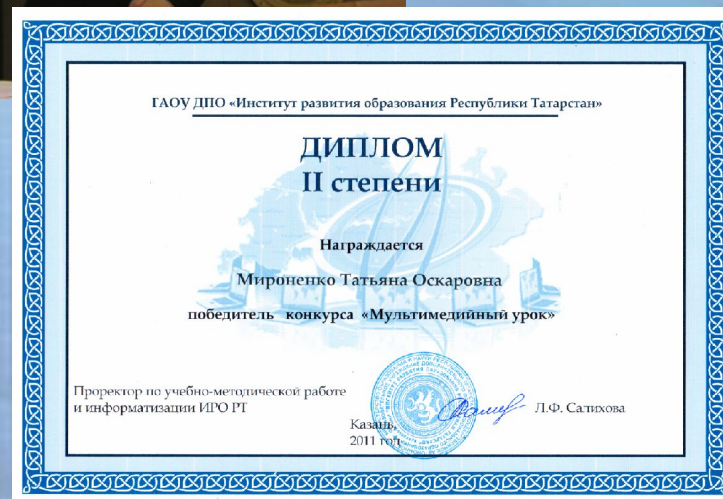 ГАОУ ДПО «Институт развития образования Республики Татарстан»
ДИПЛОМ
II степени
Награждается
Мироненко Татьяна Оскаровна
победитель конкурса «Мультимедийный урок»
Проректор по учебно-методической работе
и информатизации ИРО РТ
Л.Ф. Салихова
Казань,
2011 год